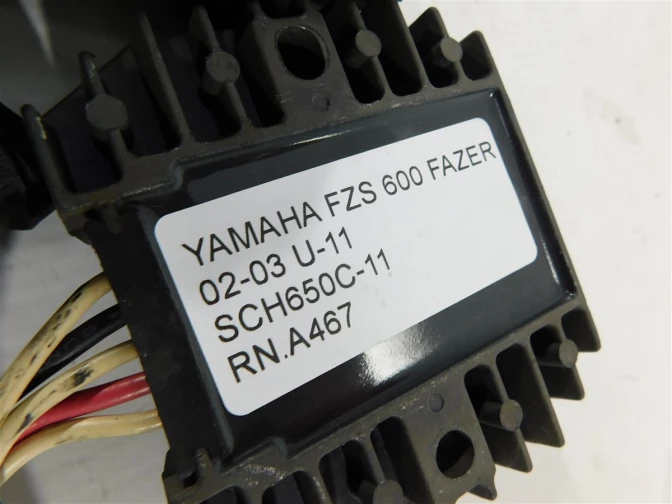 YAMAHA FZS 600 FAZER
02-03 U-11
SCH650C-11
RN.A467